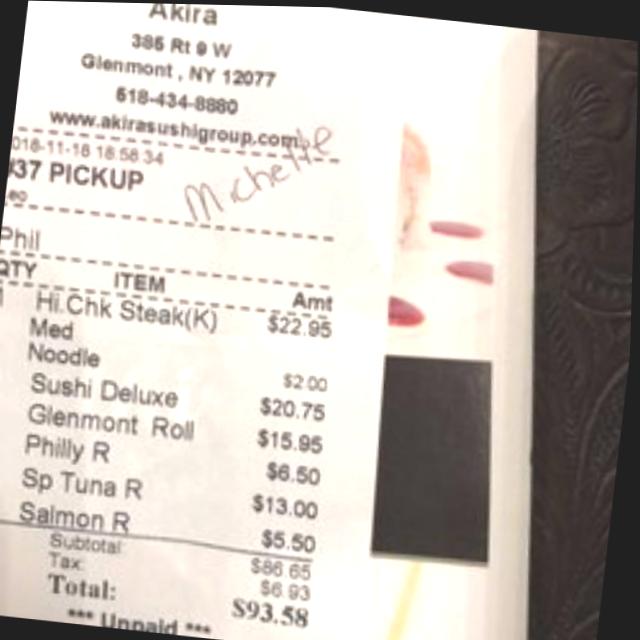 Akira
385 Rt 9 W
Glenmont , NY 12077
518-434-8880
www.akirasushigroup.com
018-11-16 18:58:34
37 PICKUP
Michelle
Phil
QTY ITEM Amt
Hi.Chk Steak(K) $22.95
Med
Noodle $2.00
Sushi Deluxe $20.75
Glenmont Roll $15.95
Philly R $6.50
Sp Tuna R $13.00
Salmon R $5.50
Subtotal: $86.65
Tax: $6.93
Total: $93.58
*** Unpaid ***